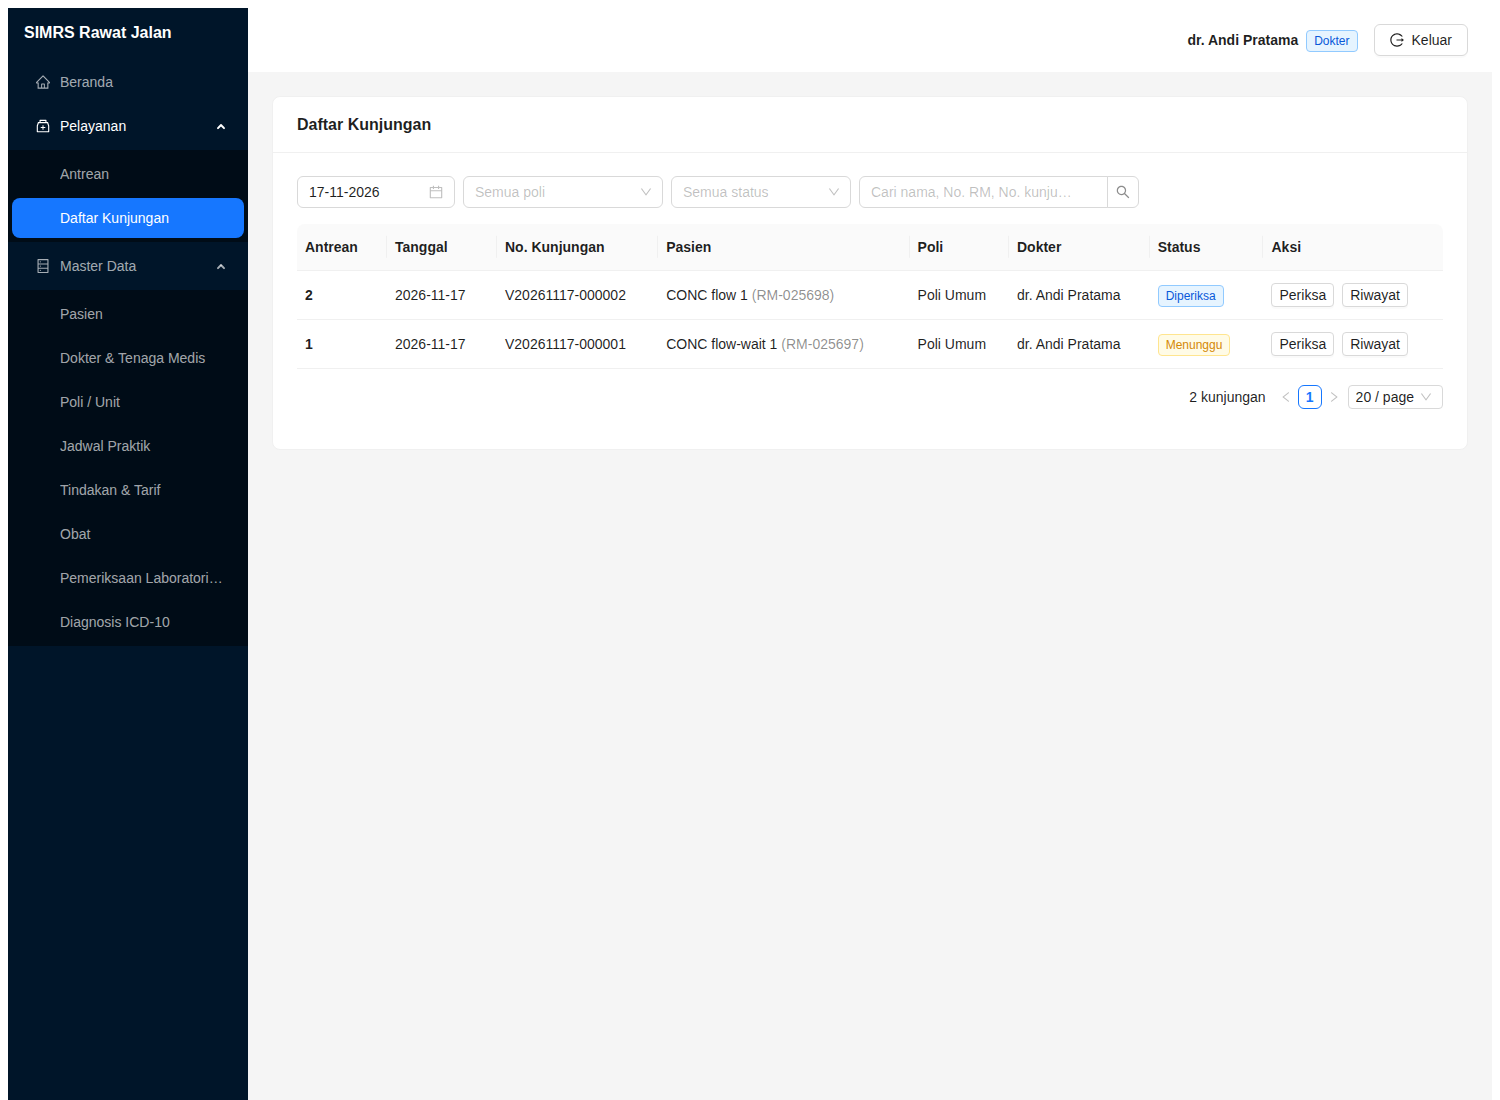 SIMRS Rawat Jalan
dr. Andi Pratama Dokter Keluar
Beranda
Pelayanan
Antrean
Daftar Kunjungan
Master Data
Pasien
Dokter & Tenaga Medis
Poli / Unit
Jadwal Praktik
Tindakan & Tarif
Obat
Pemeriksaan Laboratori…
Diagnosis ICD-10
Daftar Kunjungan
17-11-2026 Semua poli Semua status Cari nama, No. RM, No. kunju…
Antrean Tanggal No. Kunjungan Pasien Poli Dokter Status Aksi
2 2026-11-17 V20261117-000002 CONC flow 1 (RM-025698) Poli Umum dr. Andi Pratama Diperiksa Periksa Riwayat
1 2026-11-17 V20261117-000001 CONC flow-wait 1 (RM-025697) Poli Umum dr. Andi Pratama Menunggu Periksa Riwayat
2 kunjungan 1 20 / page